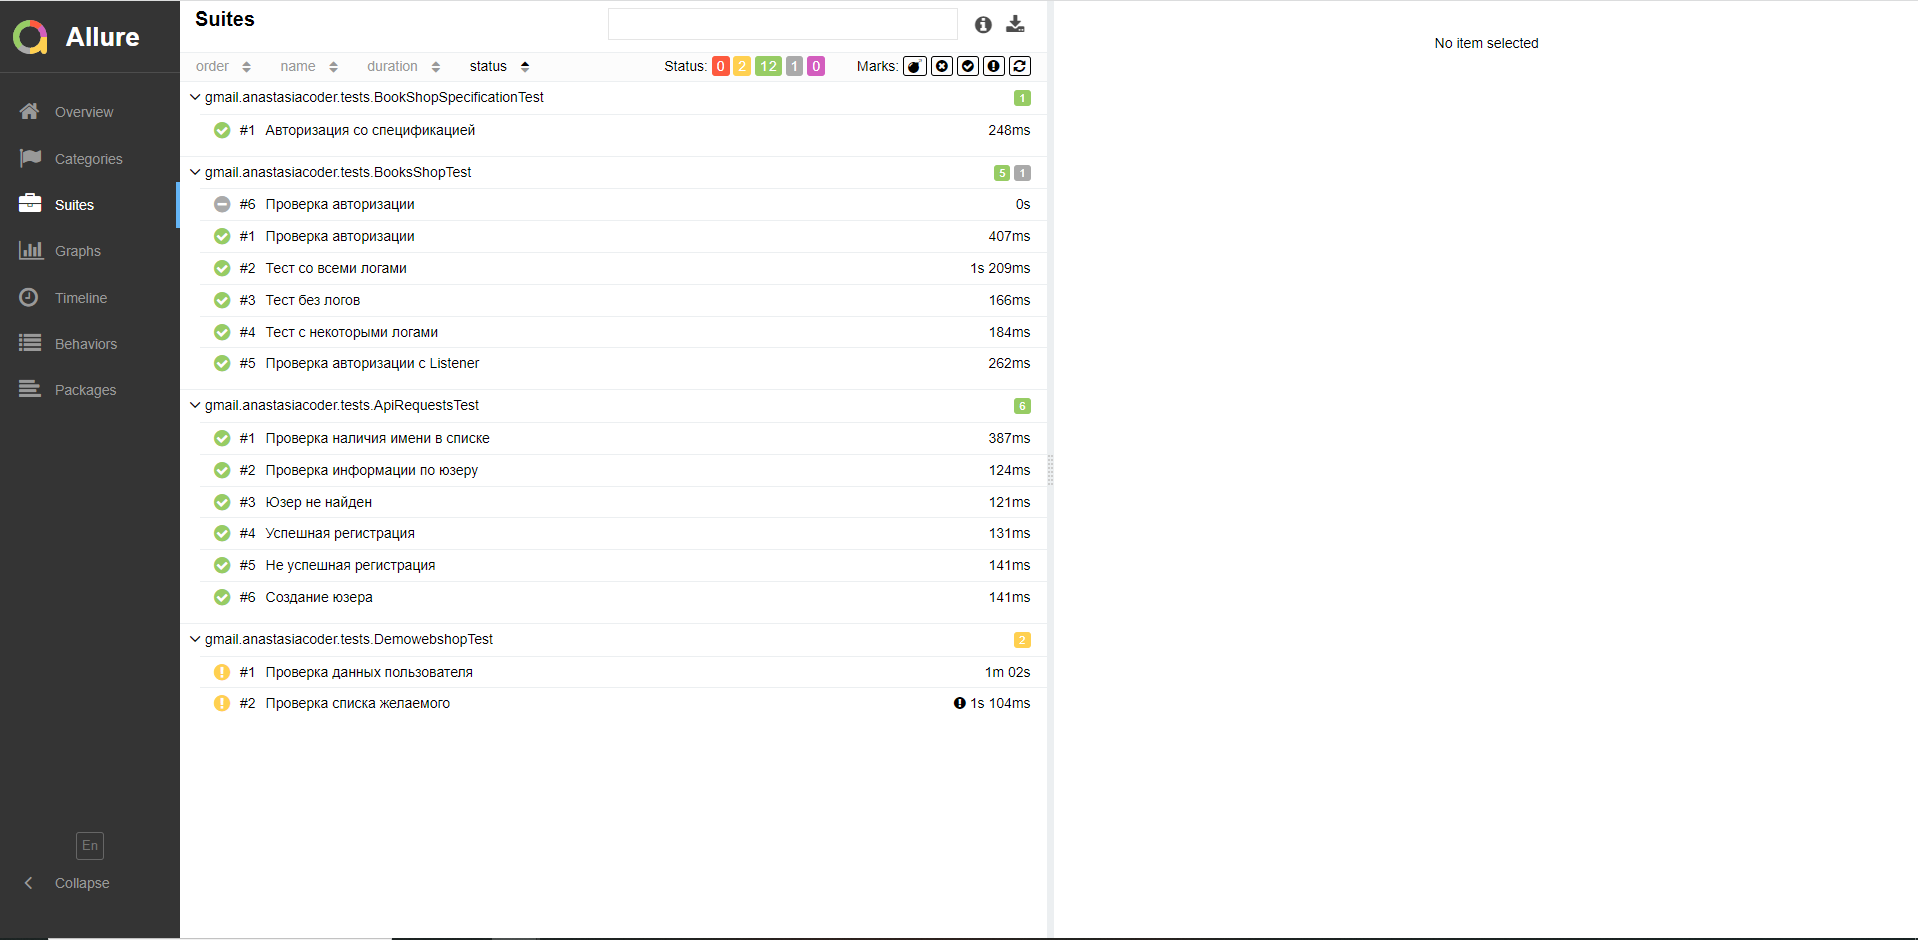 Allure
Overview
Categories
Suites
Graphs
Timeline
Behaviors
Packages
En
Collapse
Suites
order name duration status Status: 0 2 12 1 0 Marks:
gmail.anastasiacoder.tests.BookShopSpecificationTest 1
#1 Авторизация со спецификацией 248ms
gmail.anastasiacoder.tests.BooksShopTest 5 1
#6 Проверка авторизации 0s
#1 Проверка авторизации 407ms
#2 Тест со всеми логами 1s 209ms
#3 Тест без логов 166ms
#4 Тест с некоторыми логами 184ms
#5 Проверка авторизации с Listener 262ms
gmail.anastasiacoder.tests.ApiRequestsTest 6
#1 Проверка наличия имени в списке 387ms
#2 Проверка информации по юзеру 124ms
#3 Юзер не найден 121ms
#4 Успешная регистрация 131ms
#5 Не успешная регистрация 141ms
#6 Создание юзера 141ms
gmail.anastasiacoder.tests.DemowebshopTest 2
#1 Проверка данных пользователя 1m 02s
#2 Проверка списка желаемого 1s 104ms
No item selected